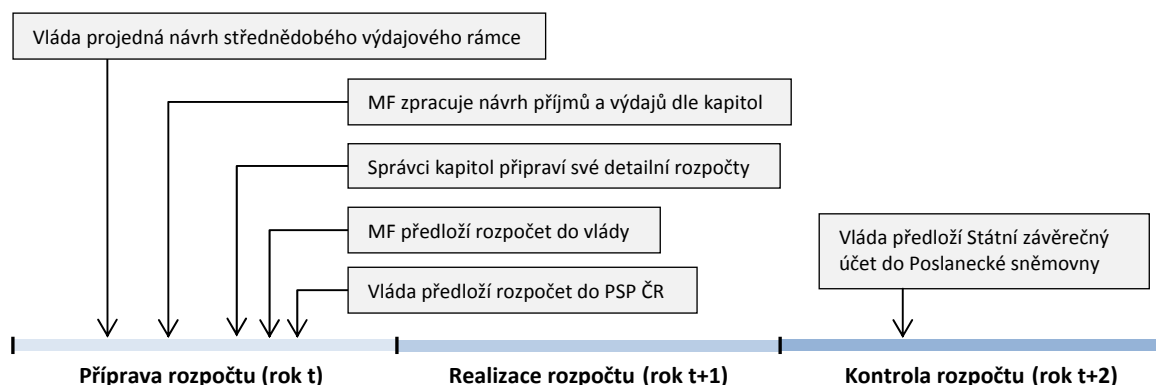 Vláda projedná návrh střednědobého výdajového rámce
MF zpracuje návrh příjmů a výdajů dle kapitol
Správci kapitol připraví své detailní rozpočty
MF předloží rozpočet do vlády
Vláda předloží rozpočet do PSP ČR
Vláda předloží Státní závěrečný
účet do Poslanecké sněmovny
Příprava rozpočtu (rok t)
Realizace rozpočtu (rok t+1)
Kontrola rozpočtu (rok t+2)